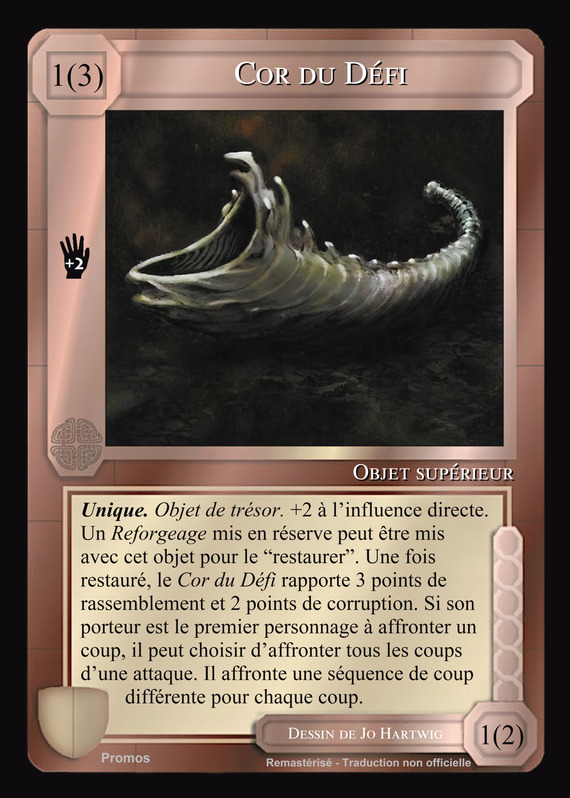 1(3)
Cor du Défi
+2
Objet supérieur
Unique. Objet de trésor. +2 à l'influence directe.
Un Reforgeage mis en réserve peut être mis
avec cet objet pour le “restaurer”. Une fois
restauré, le Cor du Défi rapporte 3 points de
rassemblement et 2 points de corruption. Si son
porteur est le premier personnage à affronter un
coup, il peut choisir d'affronter tous les coups
d'une attaque. Il affronte une séquence de coup
différente pour chaque coup.
Dessin de Jo Hartwig
1(2)
Promos
Remastérisé - Traduction non officielle